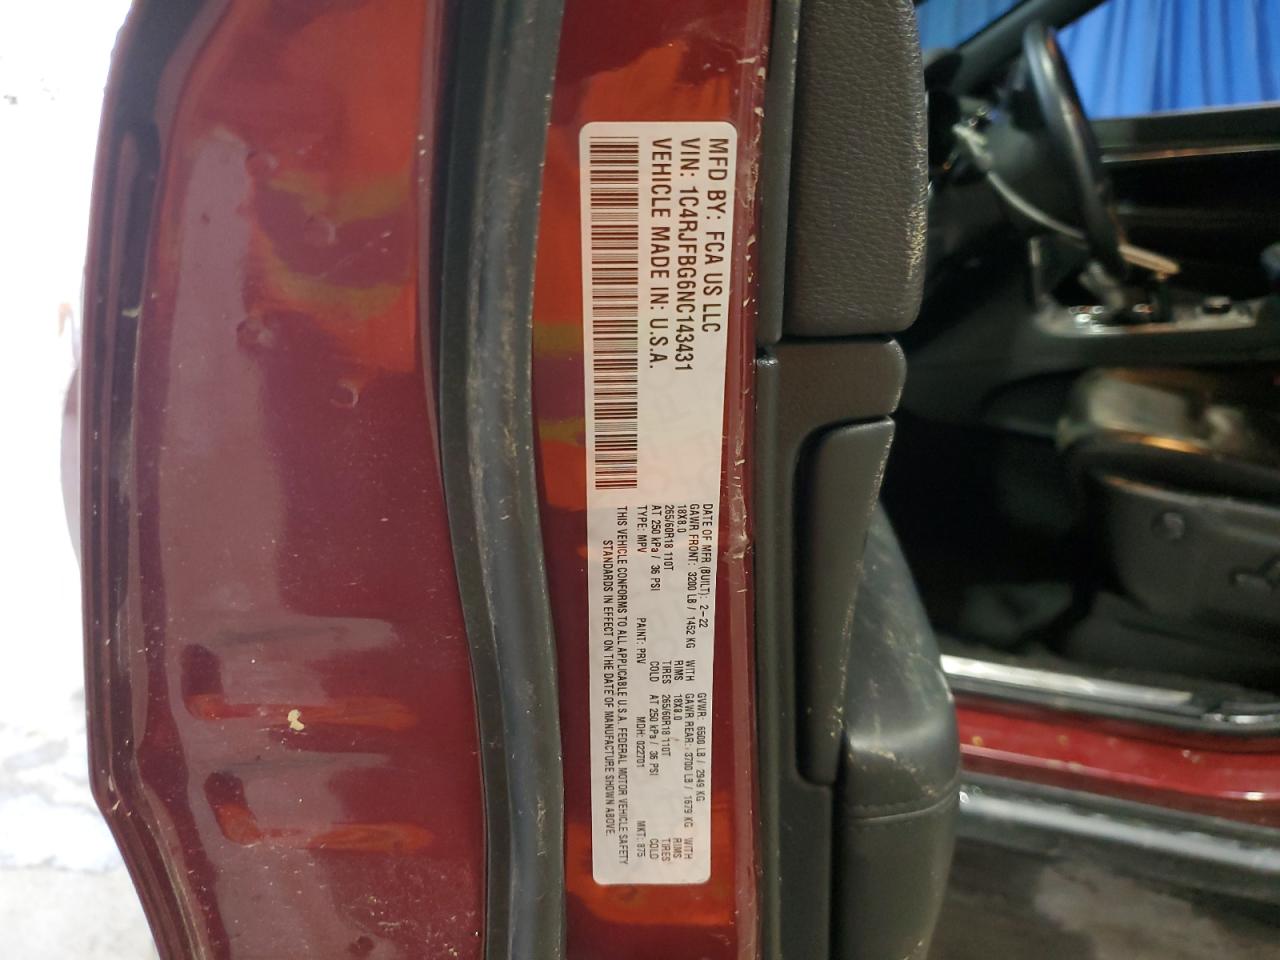 MFD BY: FCA US LLC
VIN: 1C4RJFBG6NC143431
VEHICLE MADE IN: U.S.A.
DATE OF MFR (BUILT): 2-22 GVWR: 6500 LB / 2949 KG
GAWR FRONT: 3200 LB / 1452 KG WITH GAWR REAR: 3700 LB / 1679 KG WITH
18X8.0 RIMS 18X8.0 RIMS
265/60R18 110T TIRES 265/60R18 110T TIRES
AT 250 kPa / 36 PSI COLD AT 250 kPa / 36 PSI COLD
TYPE: MPV PAINT: PRV MDH: 022701 MKT: 875
THIS VEHICLE CONFORMS TO ALL APPLICABLE U.S.A. FEDERAL MOTOR VEHICLE SAFETY
STANDARDS IN EFFECT ON THE DATE OF MANUFACTURE SHOWN ABOVE.